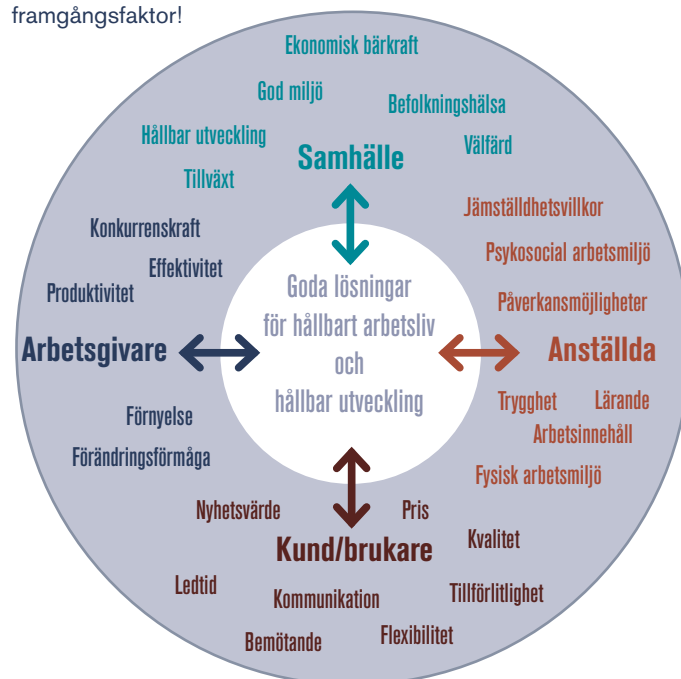 framgångsfaktor!
Ekonomisk bärkraft
God miljö
Befolkningshälsa
Hållbar utveckling
Välfärd
Samhälle
Tillväxt
Jämställdhetsvillkor
Konkurrenskraft
Psykosocial arbetsmiljö
Effektivitet
Produktivitet
Påverkansmöjligheter
Goda lösningar
för hållbart arbetsliv
och
hållbar utveckling
Arbetsgivare
Anställda
Trygghet
Lärande
Förnyelse
Arbetsinnehåll
Förändringsförmåga
Fysisk arbetsmiljö
Nyhetsvärde
Pris
Kund/brukare
Kvalitet
Ledtid
Kommunikation
Tillförlitlighet
Bemötande
Flexibilitet